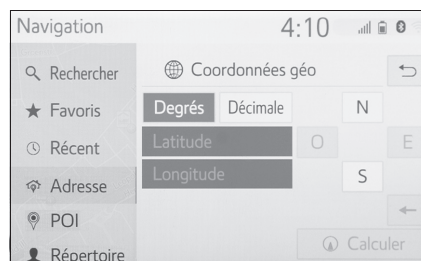 Navigation 4:10
Rechercher
Coordonnées géo
Favoris
Degrés Décimale N
Récent
Latitude O E
Adresse
Longitude S
POI
Calculer
Répertoire